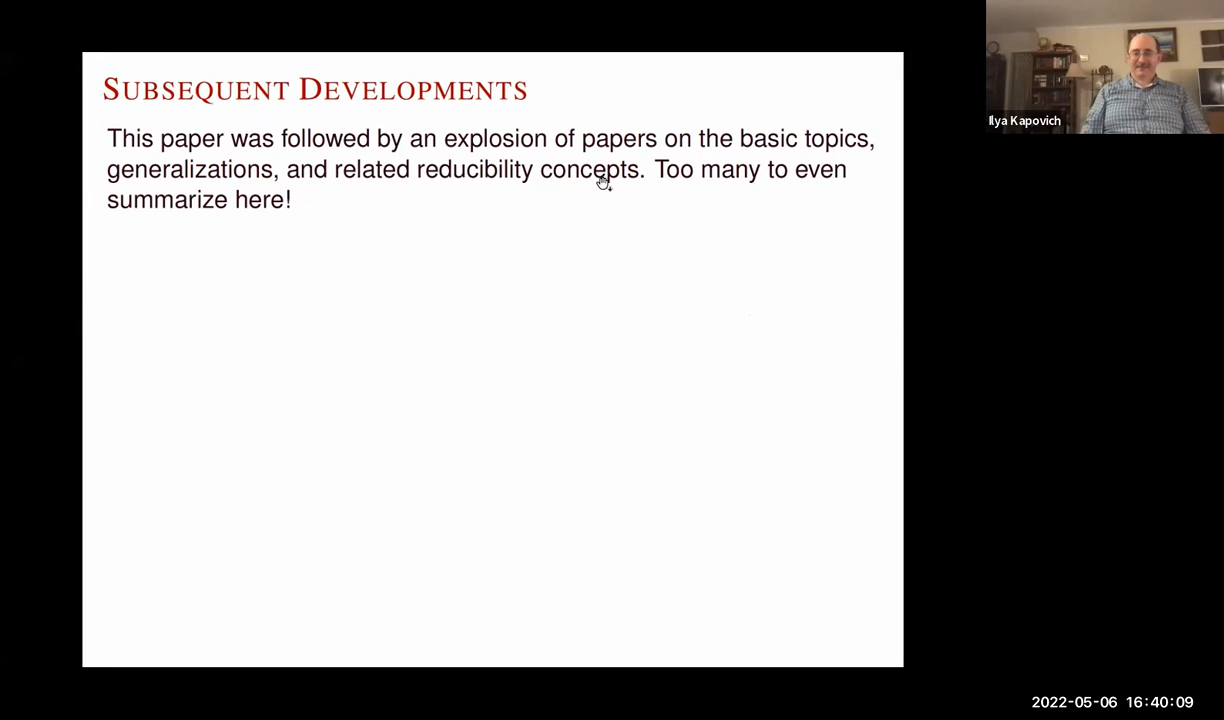 SUBSEQUENT DEVELOPMENTS
This paper was followed by an explosion of papers on the basic topics,
generalizations, and related reducibility concepts. Too many to even
summarize here!
Ilya Kapovich
2022-05-06 16:40:09